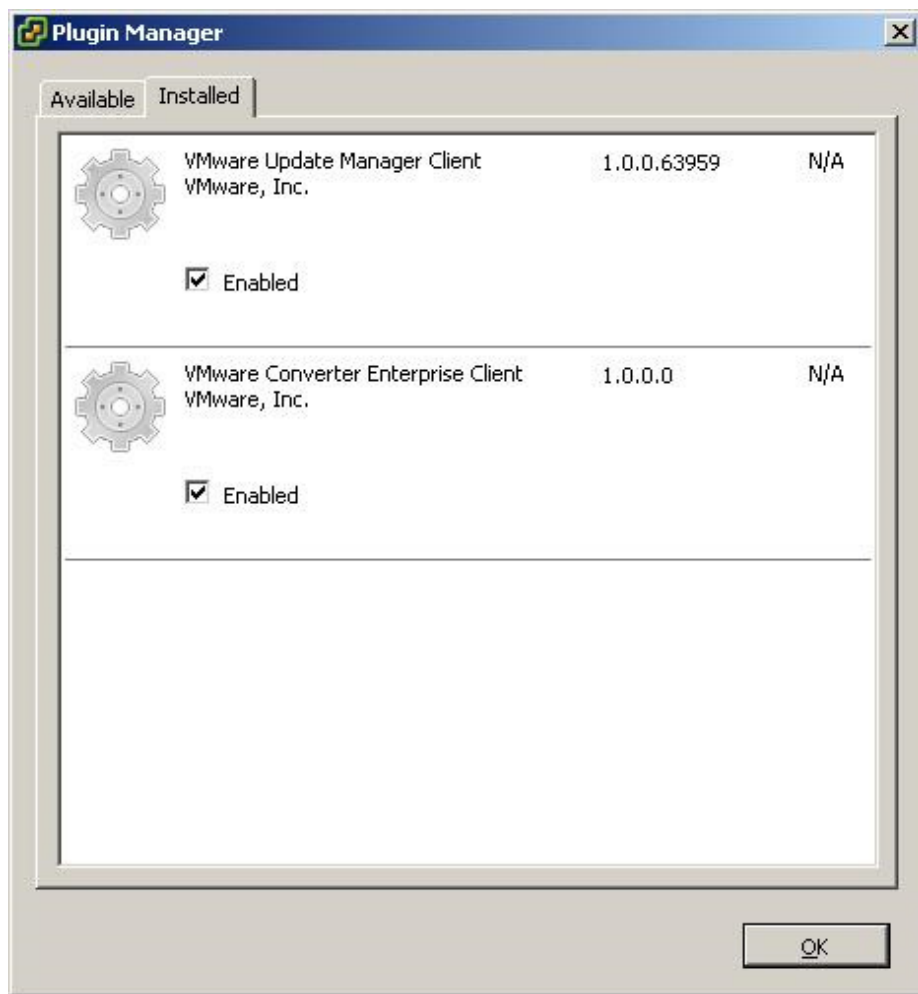 Plugin Manager
Available Installed
VMware Update Manager Client 1.0.0.63959 N/A
VMware, Inc.
Enabled
VMware Converter Enterprise Client 1.0.0.0 N/A
VMware, Inc.
Enabled
OK